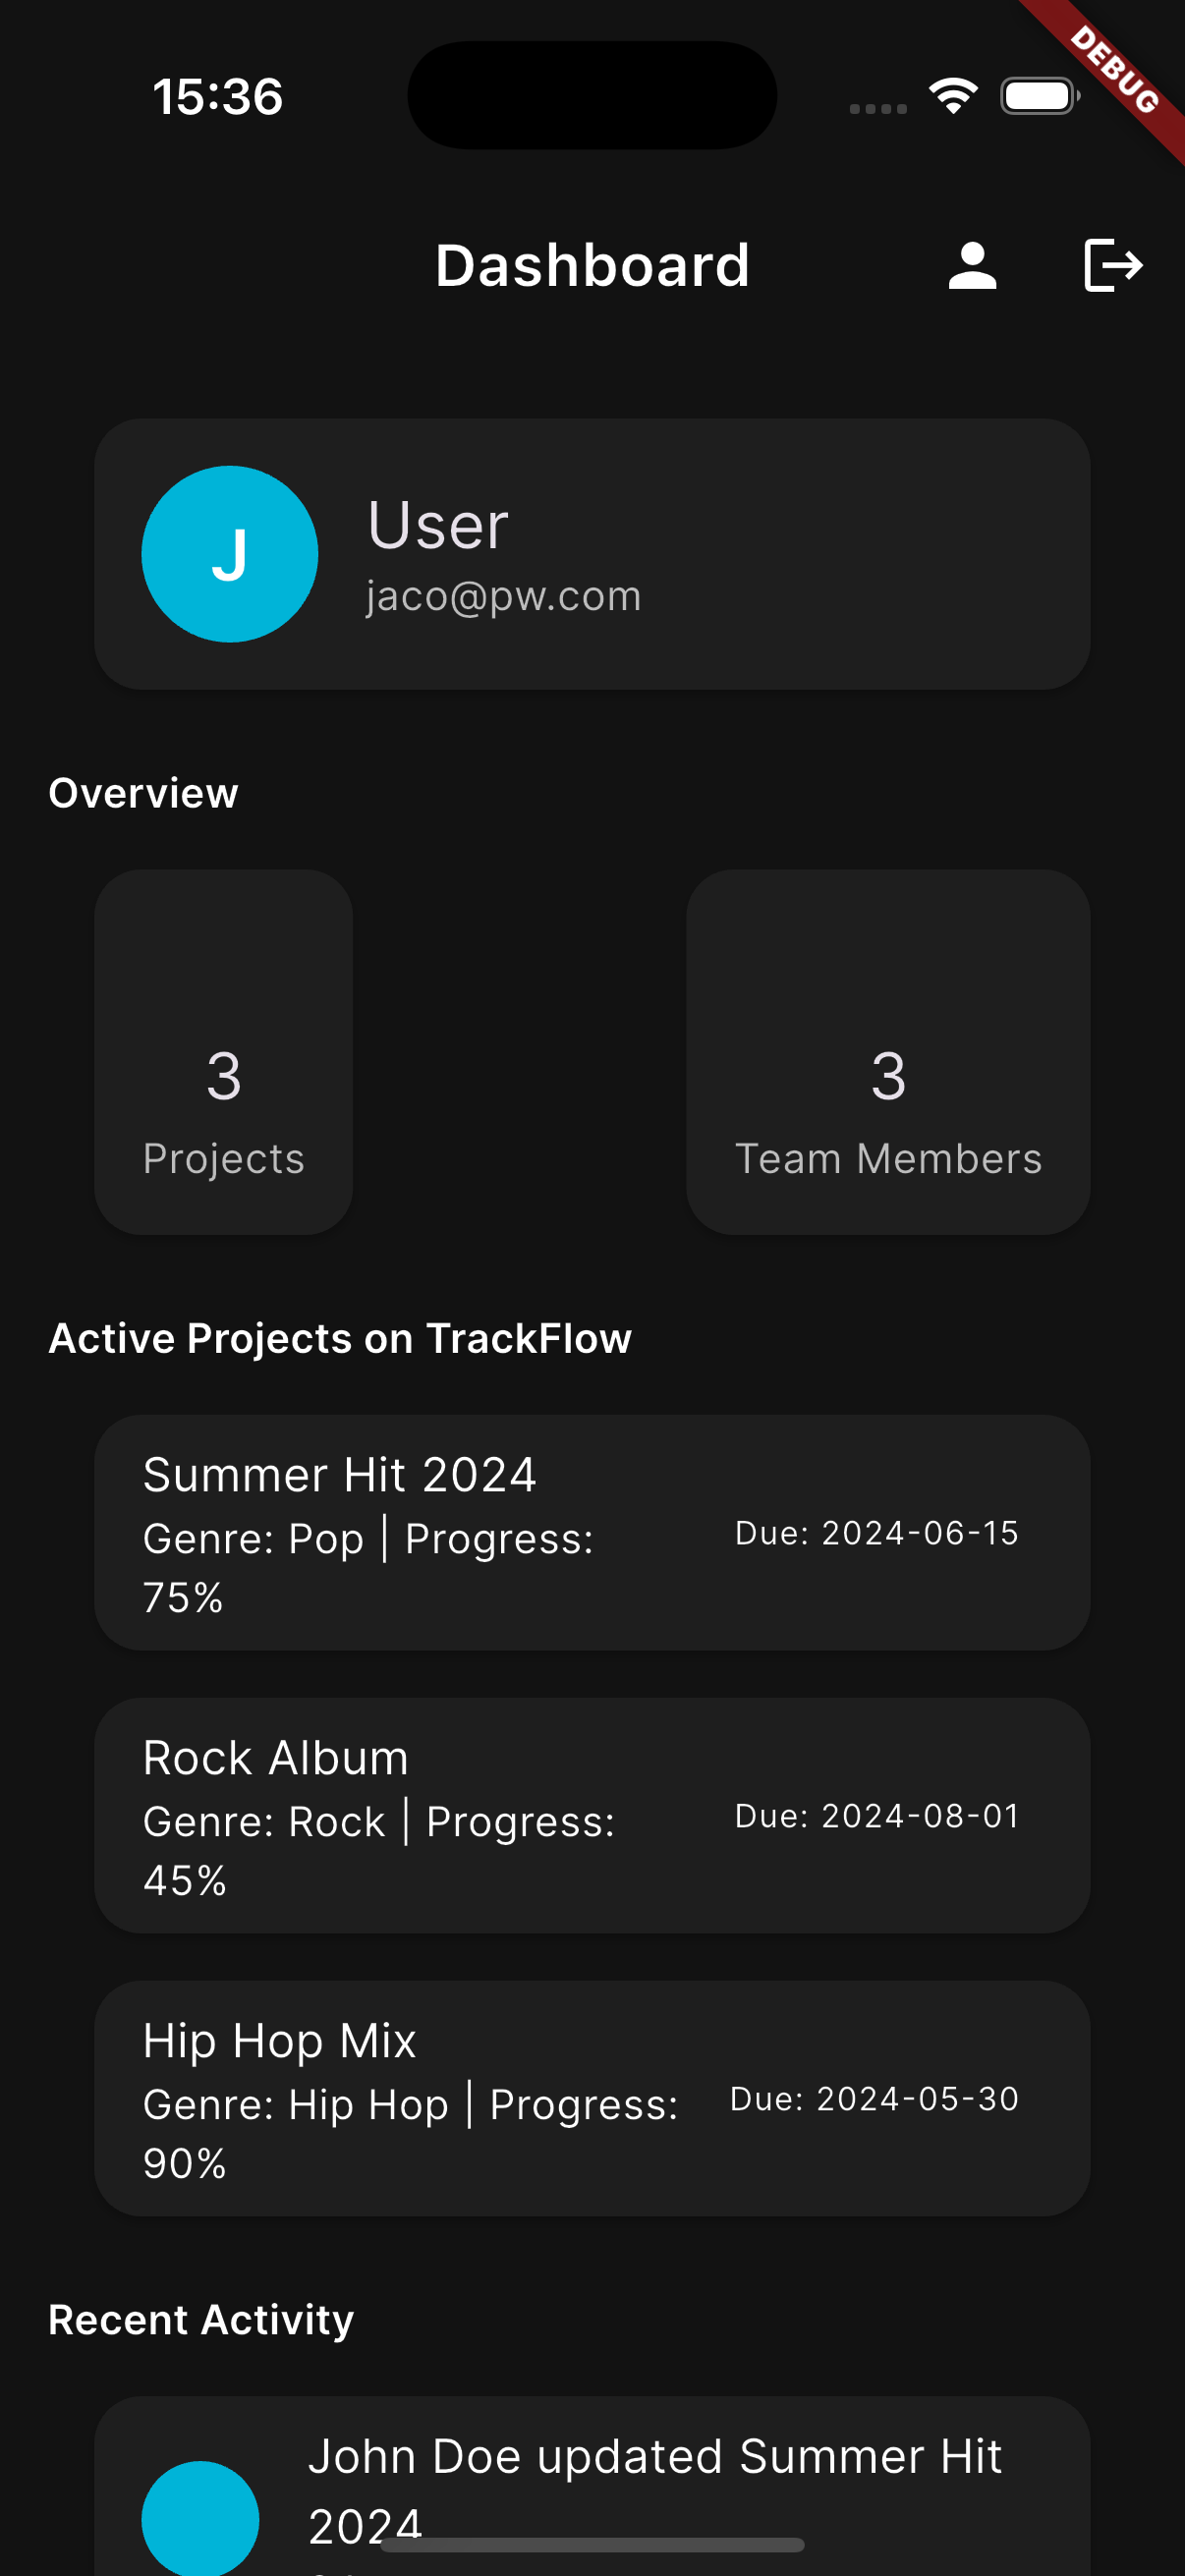 15:36
DEBUG
Dashboard
J
User
jaco@pw.com
Overview
3
Projects
3
Team Members
Active Projects on TrackFlow
Summer Hit 2024
Genre: Pop | Progress:
75%
Due: 2024-06-15
Rock Album
Genre: Rock | Progress:
45%
Due: 2024-08-01
Hip Hop Mix
Genre: Hip Hop | Progress:
90%
Due: 2024-05-30
Recent Activity
John Doe updated Summer Hit
2024